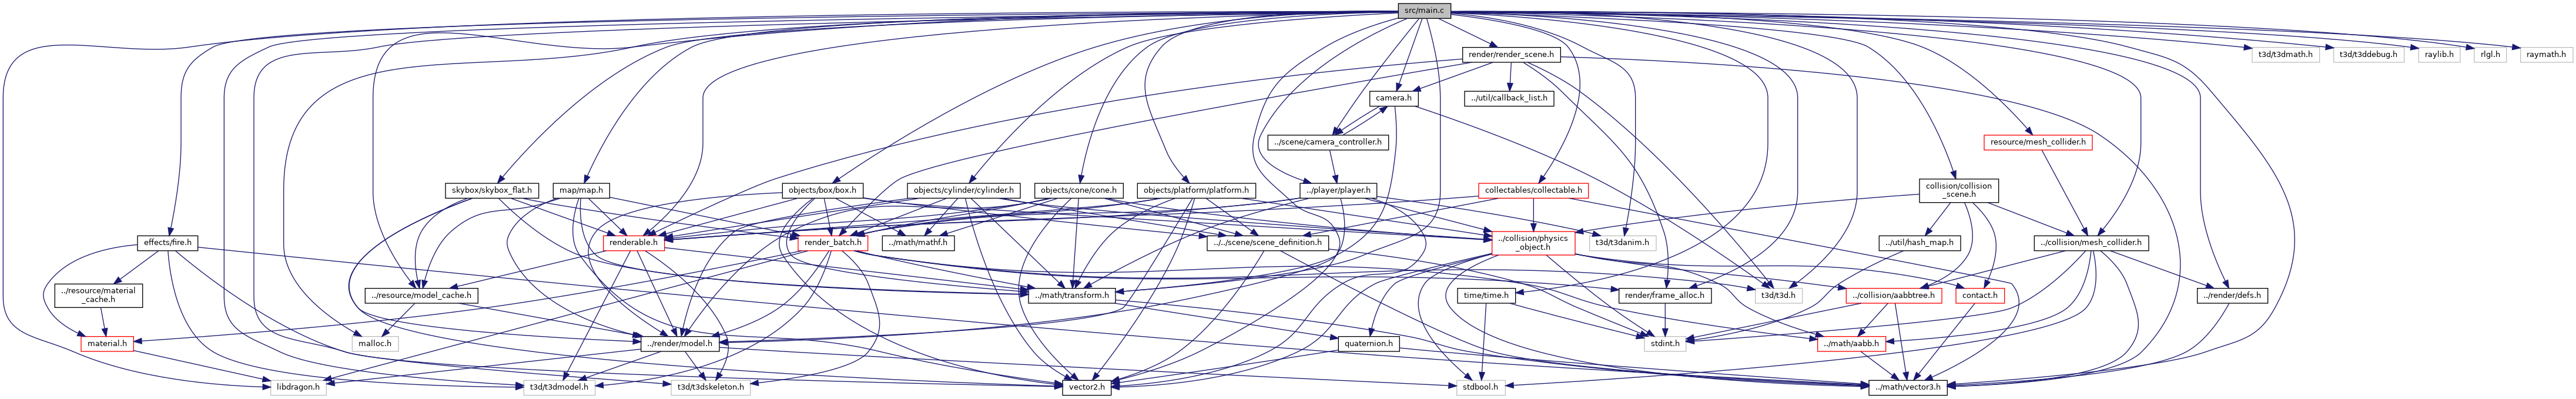 src/main.c
render/render_scene.h
t3d/t3dmath.h
t3d/t3ddebug.h
raylib.h
rlgl.h
raymath.h
camera.h
../util/callback_list.h
../scene/camera_controller.h
resource/mesh_collider.h
skybox/skybox_flat.h
map/map.h
objects/box/box.h
objects/cylinder/cylinder.h
objects/cone/cone.h
objects/platform/platform.h
../player/player.h
collectables/collectable.h
collision/collision
_scene.h
effects/fire.h
renderable.h
render_batch.h
../math/mathf.h
../../scene/scene_definition.h
../collision/physics
_object.h
t3d/t3danim.h
../util/hash_map.h
../collision/mesh_collider.h
../resource/material
_cache.h
../resource/model_cache.h
../math/transform.h
time/time.h
render/frame_alloc.h
t3d/t3d.h
../collision/aabbtree.h
contact.h
../render/defs.h
material.h
malloc.h
../render/model.h
quaternion.h
stdint.h
../math/aabb.h
libdragon.h
t3d/t3dmodel.h
t3d/t3dskeleton.h
vector2.h
stdbool.h
../math/vector3.h